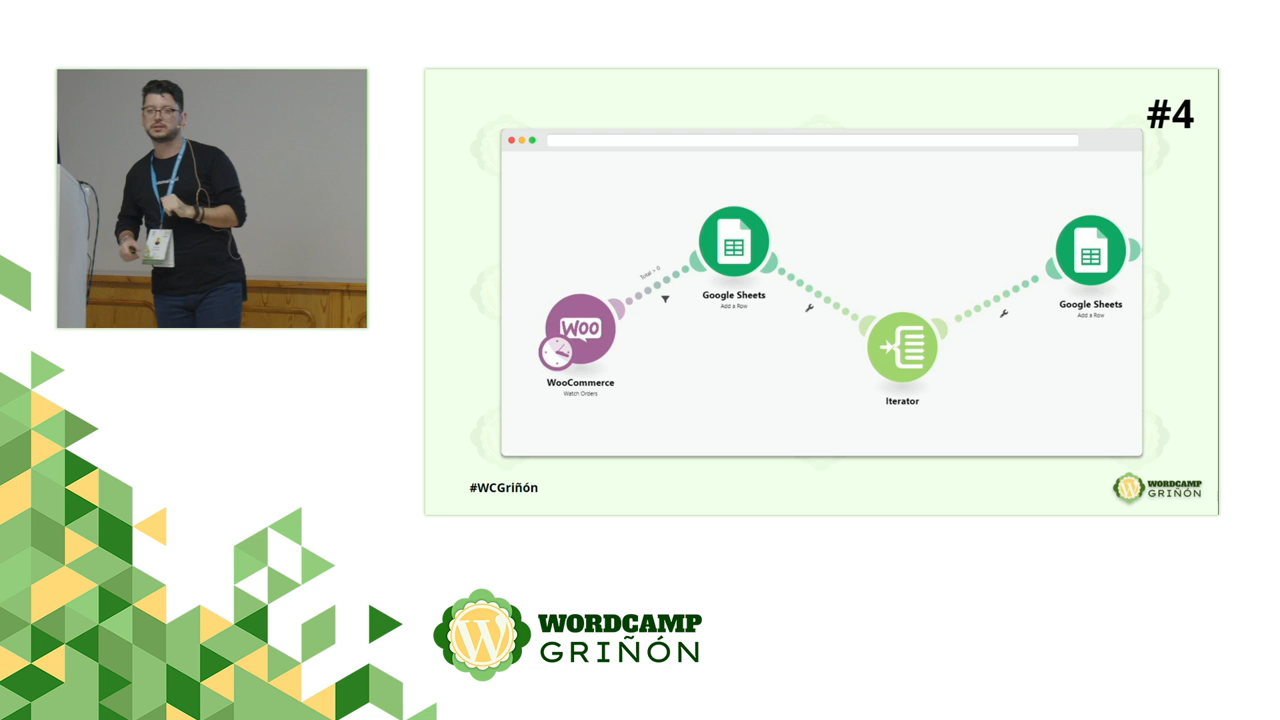 #4
Total > 0
Google Sheets
Add a Row
Google Sheets
Add a Row
WOO
WooCommerce
Watch Orders
Iterator
#WCGriñón
WORDCAMP
GRIÑÓN
WORDCAMP
GRIÑÓN